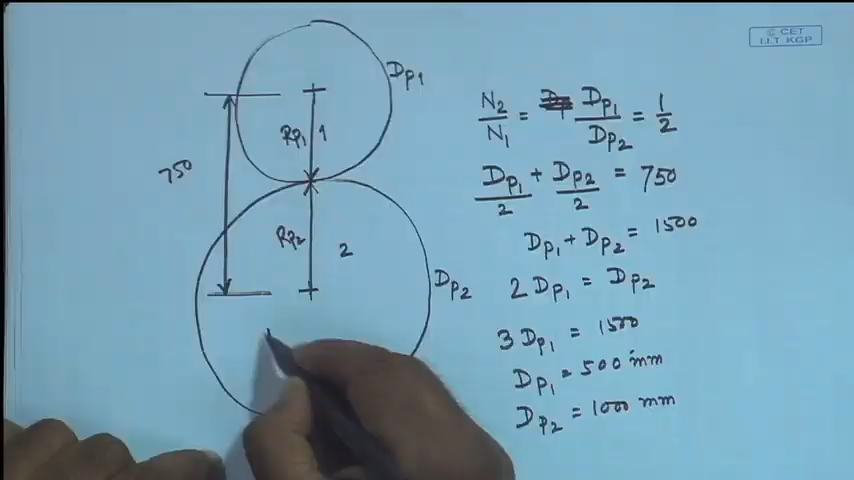 © CET
I.I.T. KGP
Dp1
Rp1 1
750
Rp2
2
Dp2
N2/N1 = Dp1/Dp2 = 1/2
Dp1/2 + Dp2/2 = 750
Dp1 + Dp2 = 1500
2 Dp1 = Dp2
3 Dp1 = 1500
Dp1 = 500 mm
Dp2 = 1000 mm